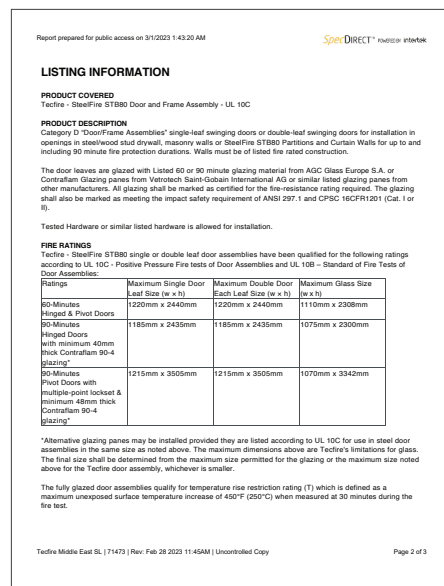 Report prepared for public access on 3/1/2023 1:43:20 AM
SpecDIRECT® POWERED BY intertek
LISTING INFORMATION
PRODUCT COVERED
Tecfire - SteelFire STB80 Door and Frame Assembly - UL 10C
PRODUCT DESCRIPTION
Category D "Door/Frame Assemblies" single-leaf swinging doors or double-leaf swinging doors for installation in
openings in steel/wood stud drywall, masonry walls or SteelFire STB80 Partitions and Curtain Walls for up to and
including 90 minute fire protection durations. Walls must be of listed fire rated construction.
The door leaves are glazed with Listed 60 or 90 minute glazing material from AGC Glass Europe S.A. or
Contraflam Glazing panes from Vetrotech Saint-Gobain International AG or similar listed glazing panes from
other manufacturers. All glazing shall be marked as certified for the fire-resistance rating required. The glazing
shall also be marked as meeting the impact safety requirement of ANSI 297.1 and CPSC 16CFR1201 (Cat. I or
II).
Tested Hardware or similar listed hardware is allowed for installation.
FIRE RATINGS
Tecfire - SteelFire STB80 single or double leaf door assemblies have been qualified for the following ratings
according to UL 10C - Positive Pressure Fire tests of Door Assemblies and UL 10B – Standard of Fire Tests of
Door Assemblies:
Ratings
Maximum Single Door
Leaf Size (w × h)
Maximum Double Door
Each Leaf Size (w × h)
Maximum Glass Size
(w x h)
60-Minutes
Hinged & Pivot Doors
1220mm x 2440mm
1220mm x 2440mm
1110mm x 2308mm
90-Minutes
Hinged Doors
with minimum 40mm
thick Contraflam 90-4
glazing*
1185mm x 2435mm
1185mm x 2435mm
1075mm x 2300mm
90-Minutes
Pivot Doors with
multiple-point lockset &
minimum 48mm thick
Contraflam 90-4
glazing*
1215mm x 3505mm
1215mm x 3505mm
1070mm x 3342mm
*Alternative glazing panes may be installed provided they are listed according to UL 10C for use in steel door
assemblies in the same size as noted above. The maximum dimensions above are Tecfire's limitations for glass.
The final size shall be determined from the maximum size permitted for the glazing or the maximum size noted
above for the Tecfire door assembly, whichever is smaller.
The fully glazed door assemblies qualify for temperature rise restriction rating (T) which is defined as a
maximum unexposed surface temperature increase of 450°F (250°C) when measured at 30 minutes during the
fire test.
Tecfire Middle East SL | 71473 | Rev: Feb 28 2023 11:45AM | Uncontrolled Copy
Page 2 of 3